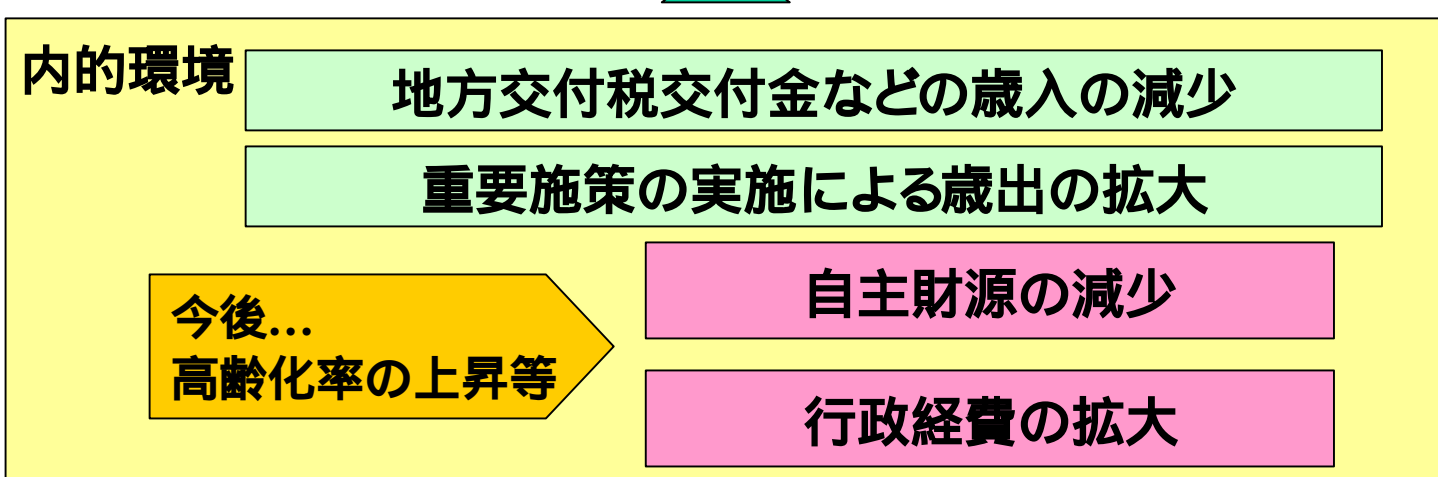 内的環境
地方交付税交付金などの歳入の減少
重要施策の実施による歳出の拡大
自主財源の減少
今後…
高齢化率の上昇等
行政経費の拡大